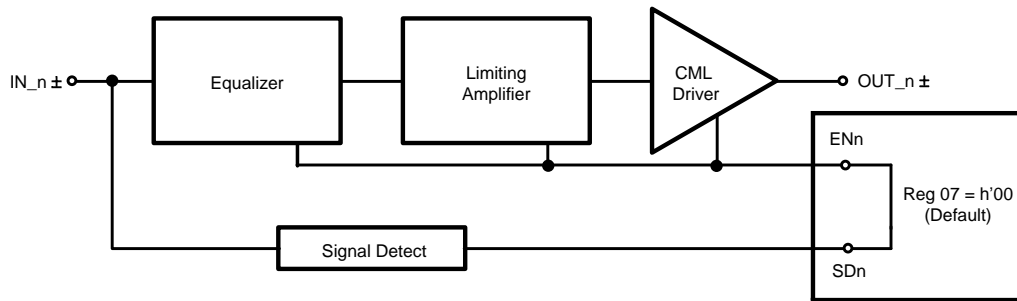 IN_n ±
Equalizer
Limiting
Amplifier
CML
Driver
OUT_n ±
ENn
Reg 07 = h'00
(Default)
Signal Detect
SDn